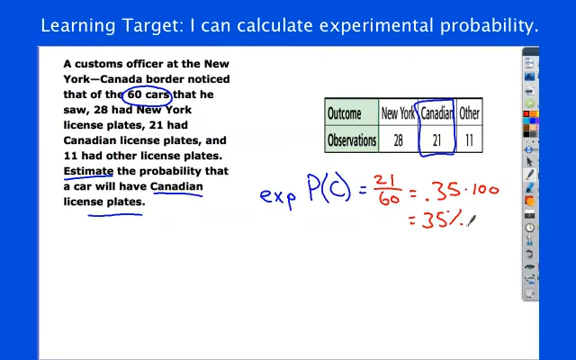 Learning Target: I can calculate experimental probability.
A customs officer at the New
York—Canada border noticed
that of the 60 cars that he
saw, 28 had New York
license plates, 21 had
Canadian license plates, and
11 had other license plates.
Estimate the probability that
a car will have Canadian
license plates.
Outcome New York Canadian Other
Observations 28 21 11
exp P(C) = 21/60 = .35 · 100
= 35%